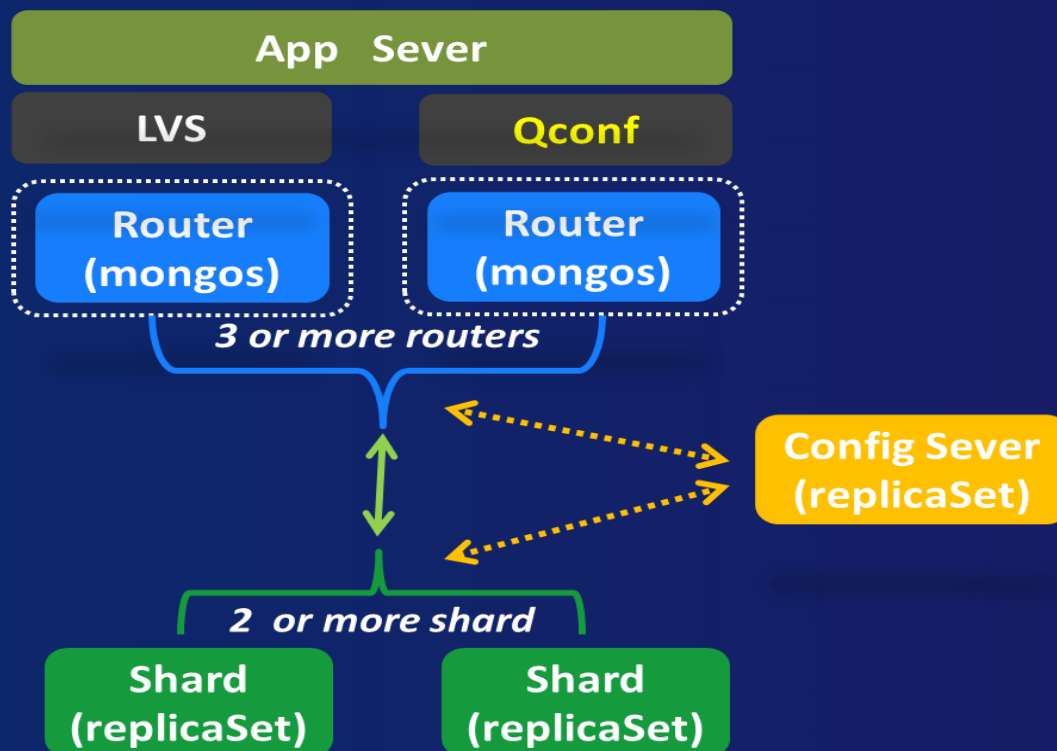 App Sever
LVS
Qconf
Router
(mongos)
Router
(mongos)
3 or more routers
Config Sever
(replicaSet)
2 or more shard
Shard
(replicaSet)
Shard
(replicaSet)